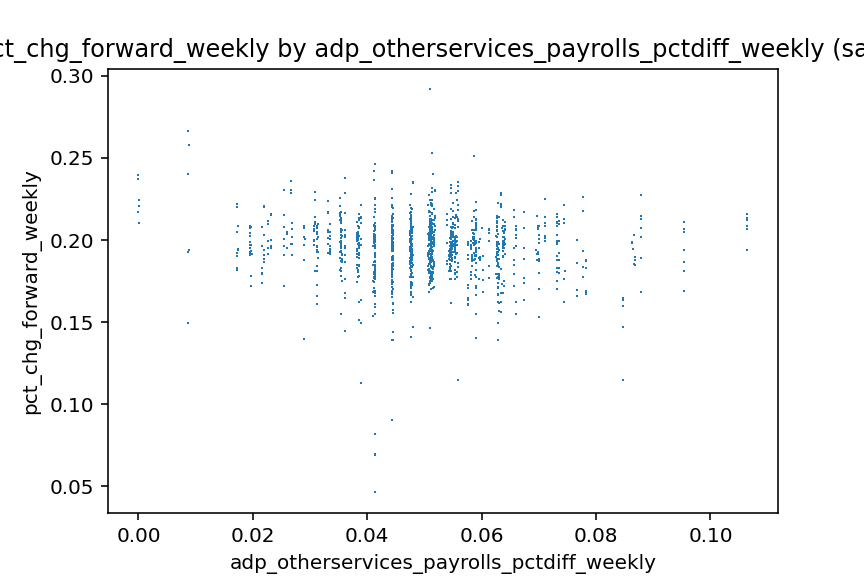 ct_chg_forward_weekly by adp_otherservices_payrolls_pctdiff_weekly (sa
0.30
0.25
0.20
0.15
0.10
0.05
pct_chg_forward_weekly
0.00 0.02 0.04 0.06 0.08 0.10
adp_otherservices_payrolls_pctdiff_weekly